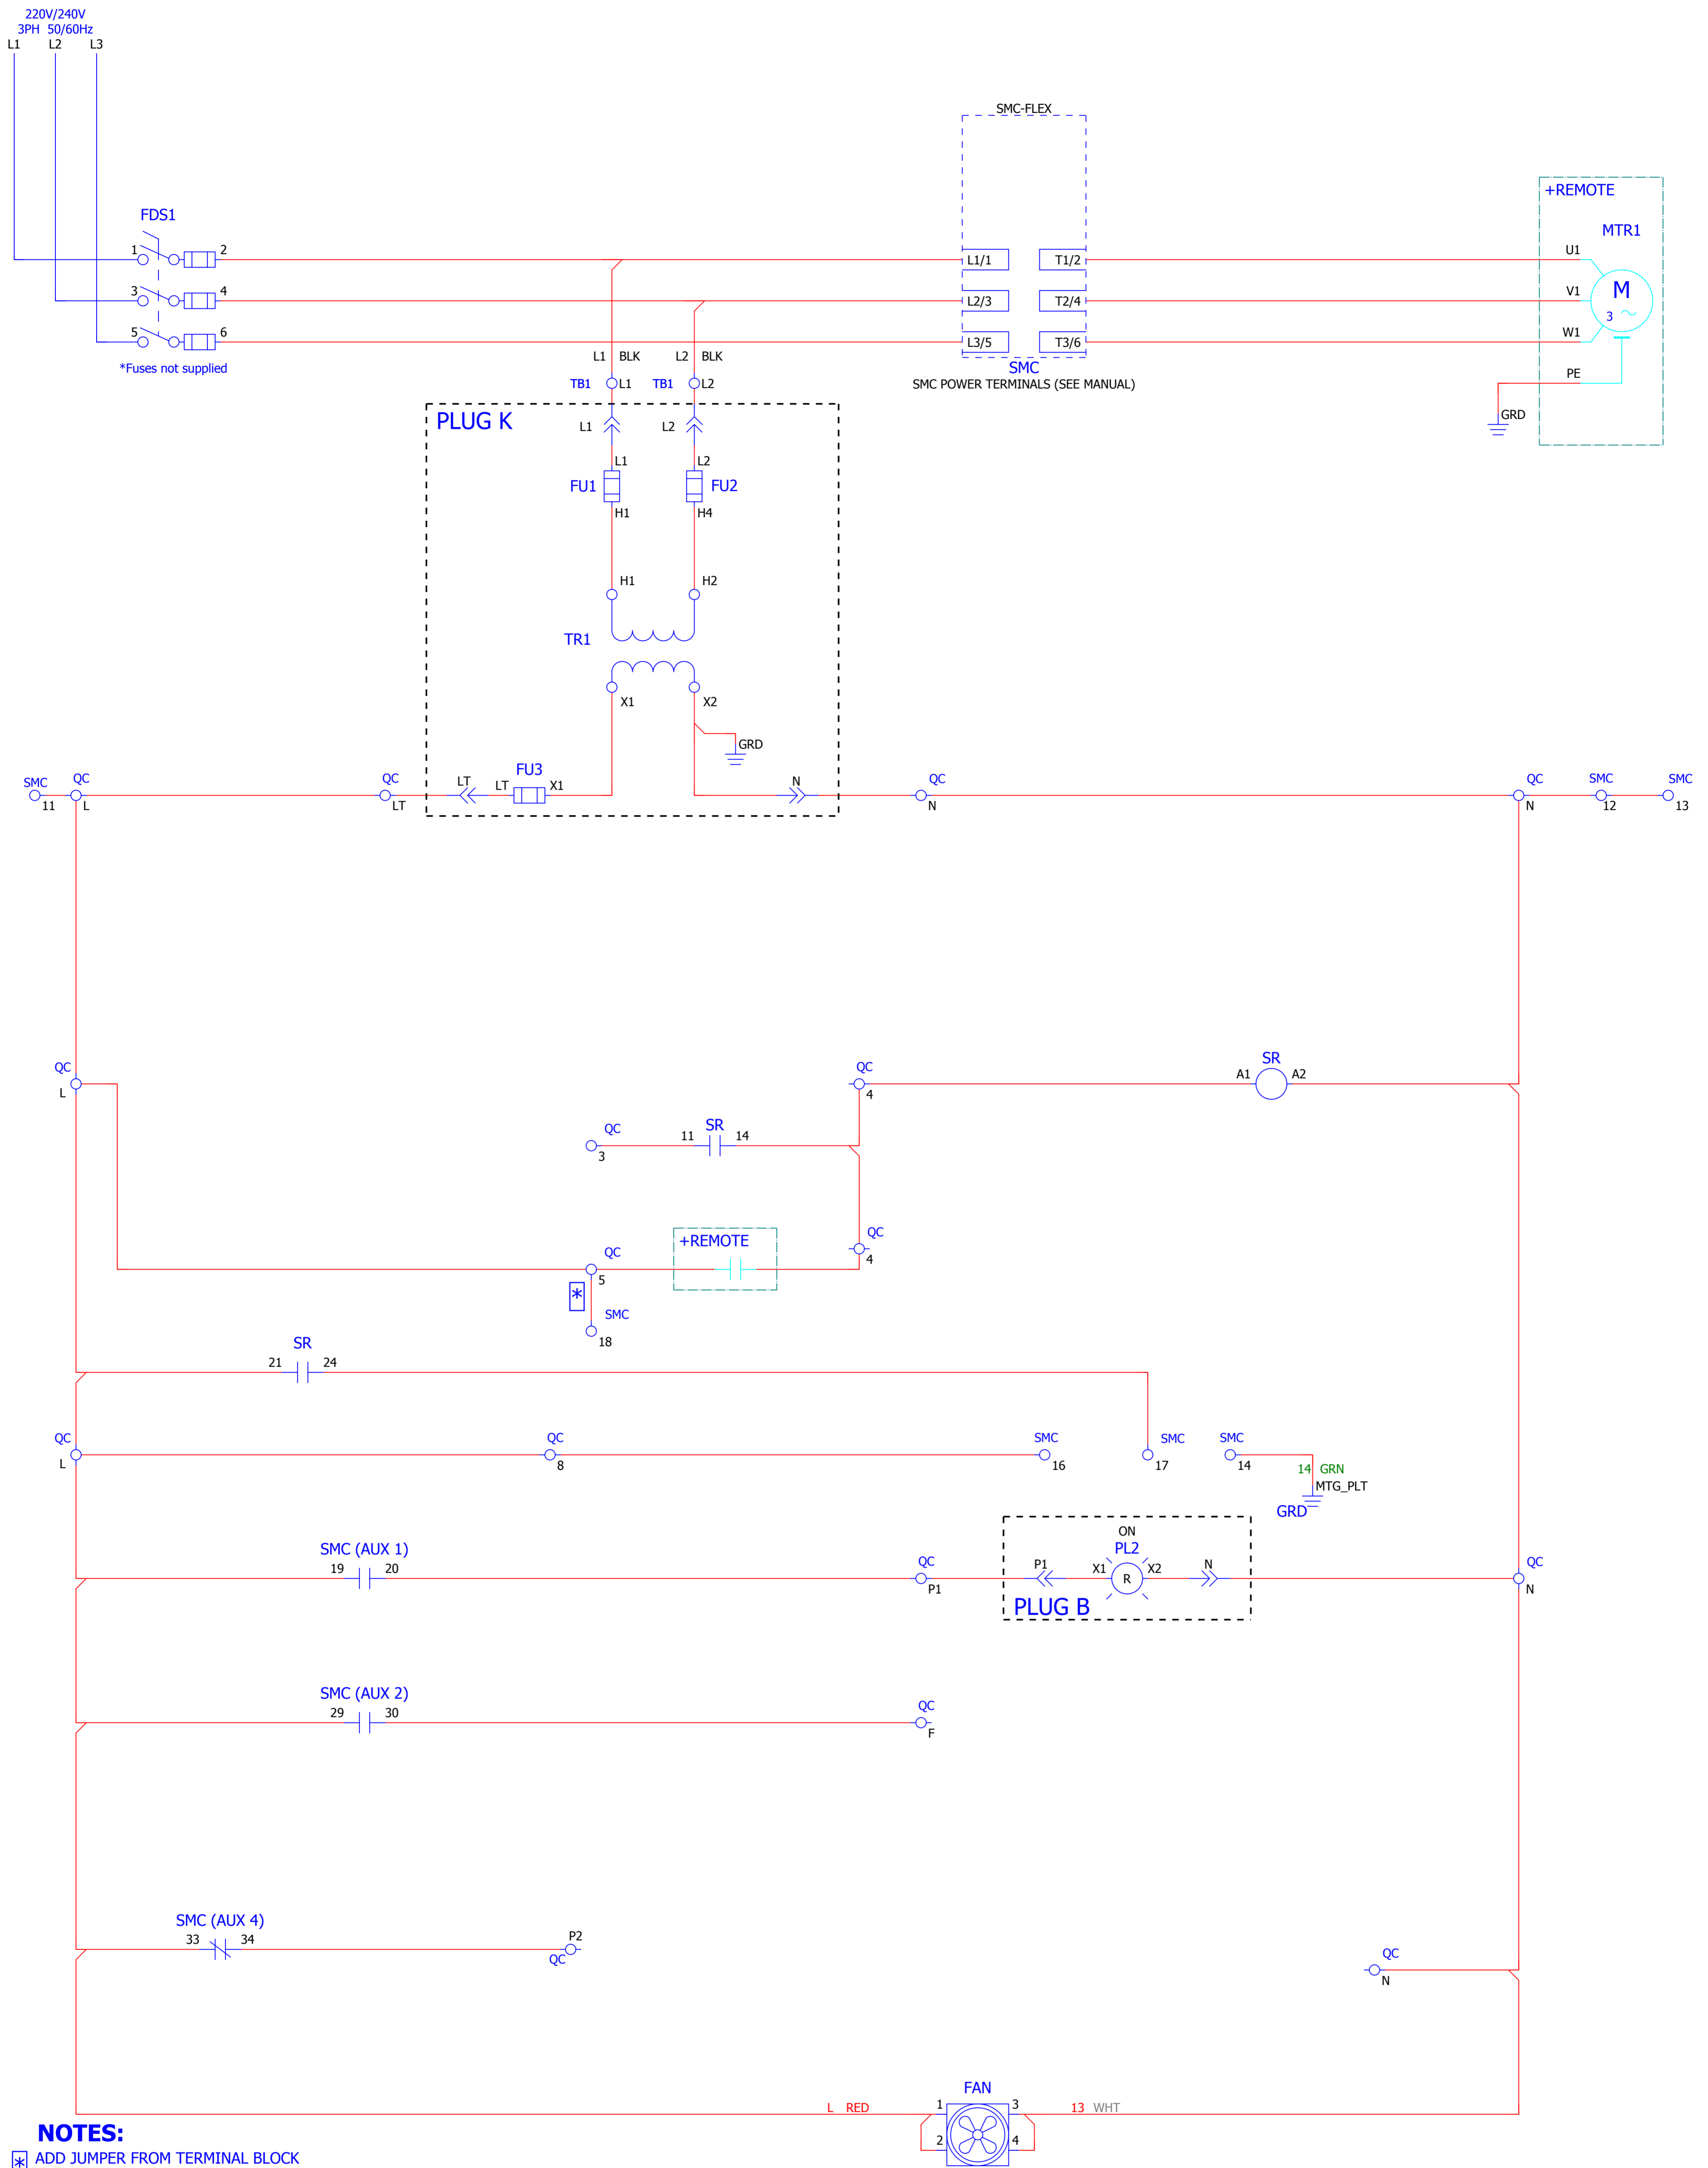 220V/240V
3PH 50/60Hz
L1 L2 L3
SMC-FLEX
+REMOTE
FDS1
MTR1
1 2
L1/1 T1/2
U1
3 4
L2/3 T2/4
V1
M
3
5 6
L3/5 T3/6
W1
*Fuses not supplied
L1 BLK L2 BLK
SMC
SMC POWER TERMINALS (SEE MANUAL)
PE
TB1 L1 TB1 L2
GRD
PLUG K
L1 L2
L1 L2
FU1 FU2
H1 H4
H1 H2
TR1
X1 X2
GRD
FU3
SMC QC QC LT LT X1 N QC QC SMC SMC
11 L LT N N 12 13
QC QC SR
L 4 A1 A2
QC SR
3 11 14
QC
4
+REMOTE
QC
5
*
SMC
18
SR
21 24
QC QC SMC SMC SMC
L 8 16 17 14
14 GRN
MTG_PLT
GRD
ON
PL2
SMC (AUX 1)
19 20
QC
P1
P1 X1 R X2 N
PLUG B
QC
N
SMC (AUX 2)
29 30
QC
F
SMC (AUX 4)
33 34
P2
QC
QC
N
FAN
L RED 1 3 13 WHT
2 4
NOTES:
* ADD JUMPER FROM TERMINAL BLOCK